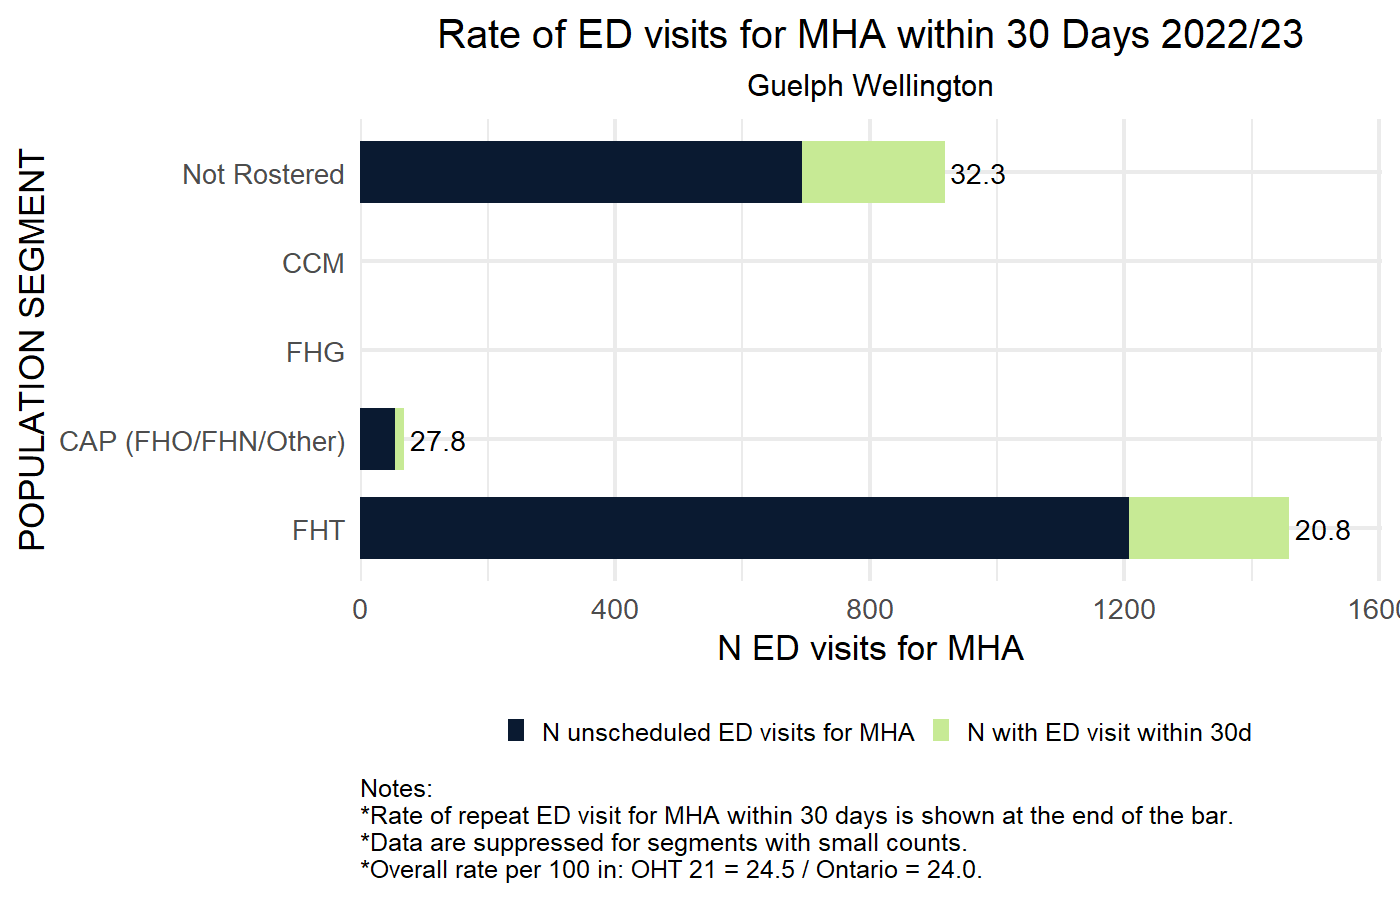 Rate of ED visits for MHA within 30 Days 2022/23
Guelph Wellington
POPULATION SEGMENT
Not Rostered
32.3
CCM
FHG
CAP (FHO/FHN/Other)
27.8
FHT
20.8
0 400 800 1200 1600
N ED visits for MHA
N unscheduled ED visits for MHA N with ED visit within 30d
Notes:
*Rate of repeat ED visit for MHA within 30 days is shown at the end of the bar.
*Data are suppressed for segments with small counts.
*Overall rate per 100 in: OHT 21 = 24.5 / Ontario = 24.0.